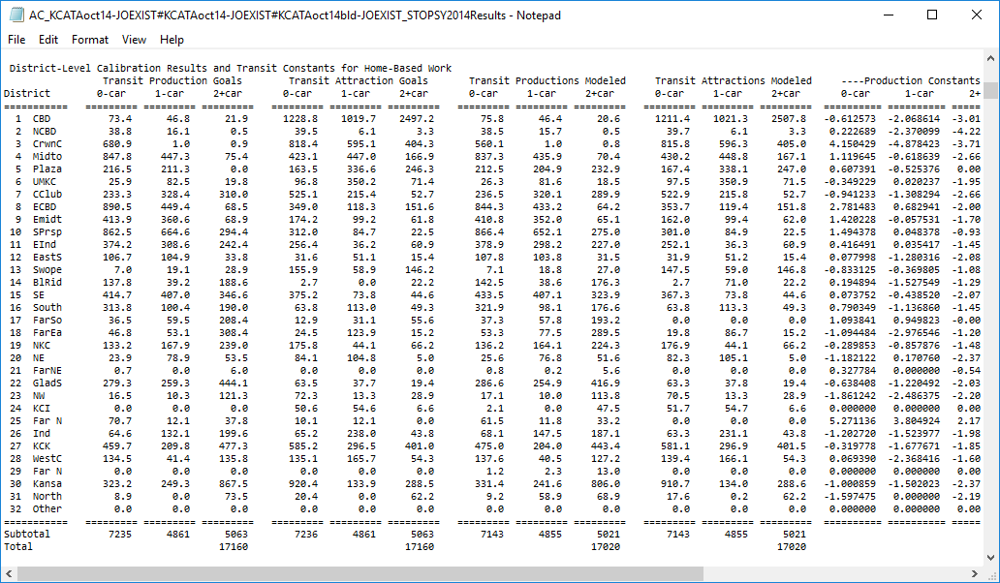 AC_KCATAoct14-JOEXIST#KCATAoct14-JOEXIST#KCATAoct14bld-JOEXIST_STOPSY2014Results - Notepad
File Edit Format View Help
District-Level Calibration Results and Transit Constants for Home-Based Work
Transit Production Goals Transit Attraction Goals Transit Productions Modeled Transit Attractions Modeled ----Production Constants
District 0-car 1-car 2+car 0-car 1-car 2+car 0-car 1-car 2+car 0-car 1-car 2+car 0-car 1-car 2+
=========== ========= ========= ========= ========= ========= ========= ========= ========= ========= ========= ========= ========= ========== ========== =====
1 CBD 73.4 46.8 21.9 1228.8 1019.7 2497.2 75.8 46.4 20.6 1211.4 1021.3 2507.8 -0.612573 -2.068614 -3.01
2 NCBD 38.8 16.1 0.5 39.5 6.1 3.3 38.5 15.7 0.5 39.7 6.1 3.3 0.222689 -2.370099 -4.22
3 CrwnC 680.9 1.0 0.9 818.4 595.1 404.3 560.1 1.0 0.8 815.8 596.3 405.0 4.150429 -4.878423 -3.71
4 Midto 847.8 447.3 75.4 423.1 447.0 166.9 837.3 435.9 70.4 430.2 448.8 167.1 1.119645 -0.618639 -2.66
5 Plaza 216.5 211.3 0.0 163.5 336.6 246.3 212.5 204.9 232.9 167.4 338.1 247.0 0.607391 -0.525376 0.00
6 UMKC 25.9 82.5 19.8 96.8 350.2 71.4 26.3 81.6 18.5 97.5 350.9 71.5 -0.349229 0.020237 -1.95
7 CClub 233.3 328.4 310.0 525.1 215.4 52.7 236.5 320.1 289.9 522.9 215.8 52.7 -0.941233 -1.308294 -2.66
8 ECBD 890.5 449.4 68.5 349.0 118.3 151.6 844.3 433.2 64.2 353.7 119.4 151.8 2.781483 0.682941 -2.00
9 Emidt 413.9 360.6 68.9 174.2 99.2 61.8 410.8 352.0 65.1 162.0 99.4 62.0 1.420228 -0.057531 -1.70
10 SPrsp 862.5 664.6 294.4 312.0 84.7 22.5 866.4 652.1 275.0 301.0 84.9 22.5 1.494378 0.048378 -0.93
11 EInd 374.2 308.6 242.4 256.4 36.2 60.9 378.9 298.2 227.0 252.1 36.3 60.9 0.416491 0.035417 -1.45
12 EastS 106.7 104.9 33.8 31.6 51.1 15.4 107.8 103.8 31.5 31.9 51.2 15.4 0.077998 -1.280316 -2.08
13 Swope 7.0 19.1 28.9 155.9 58.9 146.2 7.1 18.8 27.0 147.5 59.0 146.8 -0.833125 -0.369805 -1.08
14 BlRid 137.8 39.2 188.6 2.7 0.0 22.2 142.5 38.6 176.3 2.7 71.0 22.2 0.194894 -1.527549 -1.29
15 SE 414.7 407.0 346.6 375.2 73.8 44.6 433.5 407.1 323.9 367.3 73.8 44.6 0.073752 -0.438520 -2.07
16 South 313.8 100.4 190.0 63.8 113.0 49.3 321.9 98.1 176.6 63.8 113.3 49.3 0.790349 -1.136860 -1.45
17 FarSo 36.5 59.5 208.4 12.9 31.1 55.6 37.3 57.8 193.2 0.0 0.0 0.0 1.093841 0.949823 -0.00
18 FarEa 46.8 53.1 308.4 24.5 123.9 15.2 53.3 77.5 289.5 19.8 86.7 15.2 -1.094484 -2.976546 -1.20
19 NKC 133.2 167.9 239.0 175.8 44.1 66.2 136.2 164.1 224.3 176.9 44.1 66.2 -0.289853 -0.857876 -1.48
20 NE 23.9 78.9 53.5 84.1 104.8 5.0 25.6 76.8 51.6 82.3 105.1 5.0 -1.182122 0.170760 -2.37
21 FarNE 0.7 0.0 6.0 0.0 0.0 0.0 0.8 0.2 5.6 0.0 0.0 0.0 0.327784 0.000000 -0.54
22 GladS 279.3 259.3 444.1 63.5 37.7 19.4 286.6 254.9 416.9 63.3 37.8 19.4 -0.638408 -1.220492 -2.03
23 NW 16.5 10.3 121.3 72.3 13.3 28.9 17.1 10.0 113.8 70.5 13.3 28.9 -1.861242 -2.486375 -2.20
24 KCI 0.0 0.0 0.0 50.6 54.6 6.6 2.1 0.0 47.5 51.7 54.7 6.6 0.000000 0.000000 0.00
25 Far N 70.7 12.1 37.8 10.1 12.1 0.0 61.5 11.8 33.2 0.0 0.0 0.0 5.271136 3.804924 2.17
26 Ind 64.6 132.1 199.6 65.2 238.0 43.8 68.1 147.5 187.1 63.3 231.1 43.8 -1.202720 -1.523977 -1.98
27 KCK 459.7 209.8 477.3 585.2 296.5 401.0 475.0 204.0 443.4 581.1 296.9 401.5 -0.319778 -1.677671 -1.85
28 WestC 134.5 41.4 135.8 135.1 165.7 54.3 137.6 40.5 127.2 139.4 166.1 54.3 0.069390 -2.368416 -1.60
29 Far N 0.0 0.0 0.0 0.0 0.0 0.0 1.2 2.3 13.0 0.0 0.0 0.0 0.000000 0.000000 0.00
30 Kansa 323.2 249.3 867.5 920.4 133.9 288.5 331.4 241.6 806.0 910.7 134.0 288.6 -1.000859 -1.502023 -2.37
31 North 8.9 0.0 73.5 20.4 0.0 62.2 9.2 58.9 68.9 17.6 0.2 62.2 -1.597475 0.000000 -2.19
32 Other 0.0 0.0 0.0 0.0 0.0 0.0 0.0 0.0 0.0 0.0 0.0 0.0 0.000000 0.000000 0.00
=========== ========= ========= ========= ========= ========= ========= ========= ========= ========= ========= ========= ========= ========== ========== =====
Subtotal 7235 4861 5063 7236 4861 5063 7143 4855 5021 7143 4855 5021
Total 17160 17160 17020 17020